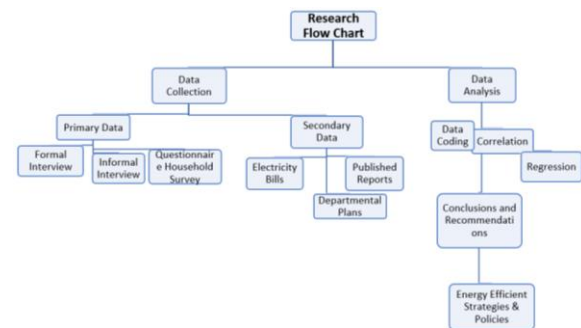 Research
Flow Chart
Data
Collection
Data
Analysis
Primary Data
Secondary
Data
Data
Coding
Correlation
Regression
Formal
Interview
Informal
Interview
Questionnair
e Household
Survey
Electricity
Bills
Published
Reports
Departmental
Plans
Conclusions and
Recommendati
ons
Energy Efficient
Strategies &
Policies